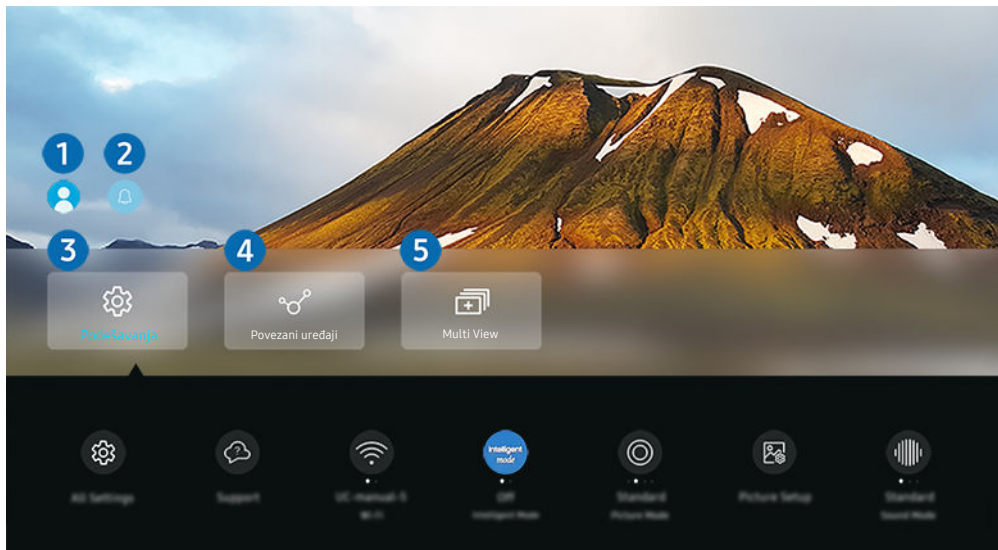 1 2
3 4 5
Podešavanja Povezani uređaji Multi View
intelligent
mode
All Settings Support UC-manual-5 Off Standard Picture Setup Standard
Wi-Fi Intelligent Mode Picture Mode Sound Mode